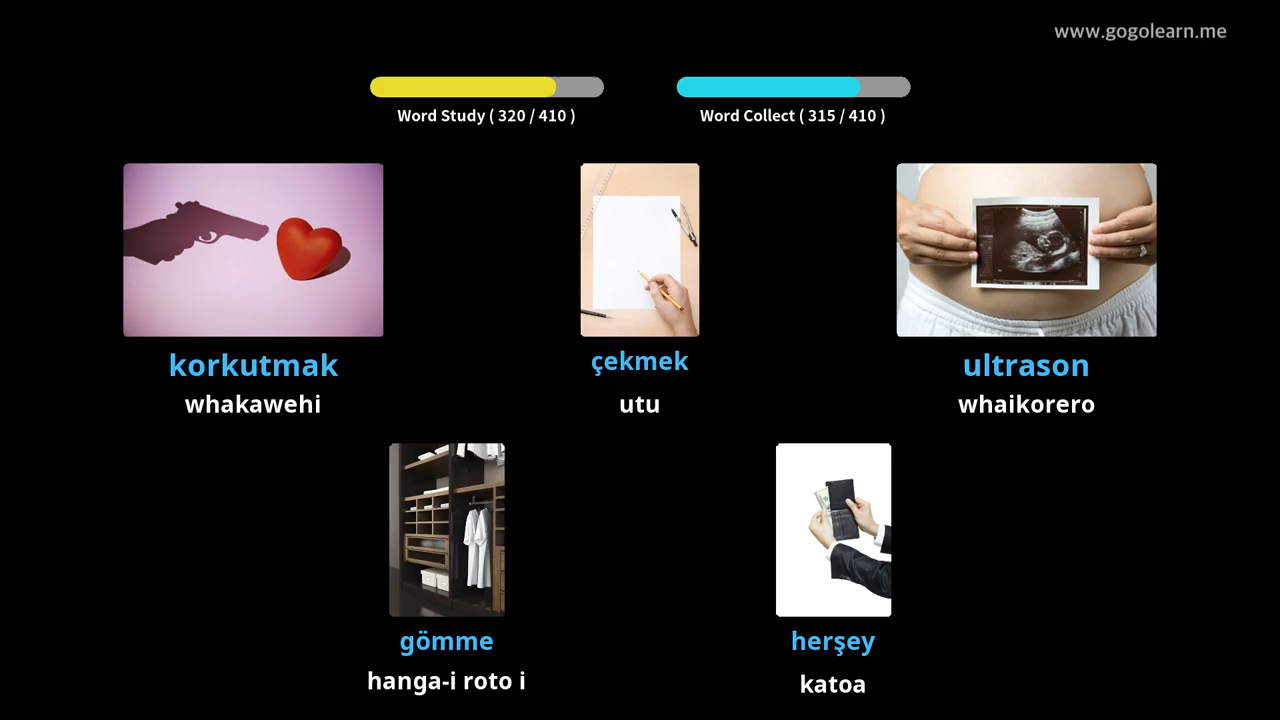 www.gogolearn.me
Word Study ( 320 / 410 )
Word Collect ( 315 / 410 )
korkutmak
whakawehi
çekmek
utu
ultrason
whaikorero
gömme
hanga-i roto i
herşey
katoa